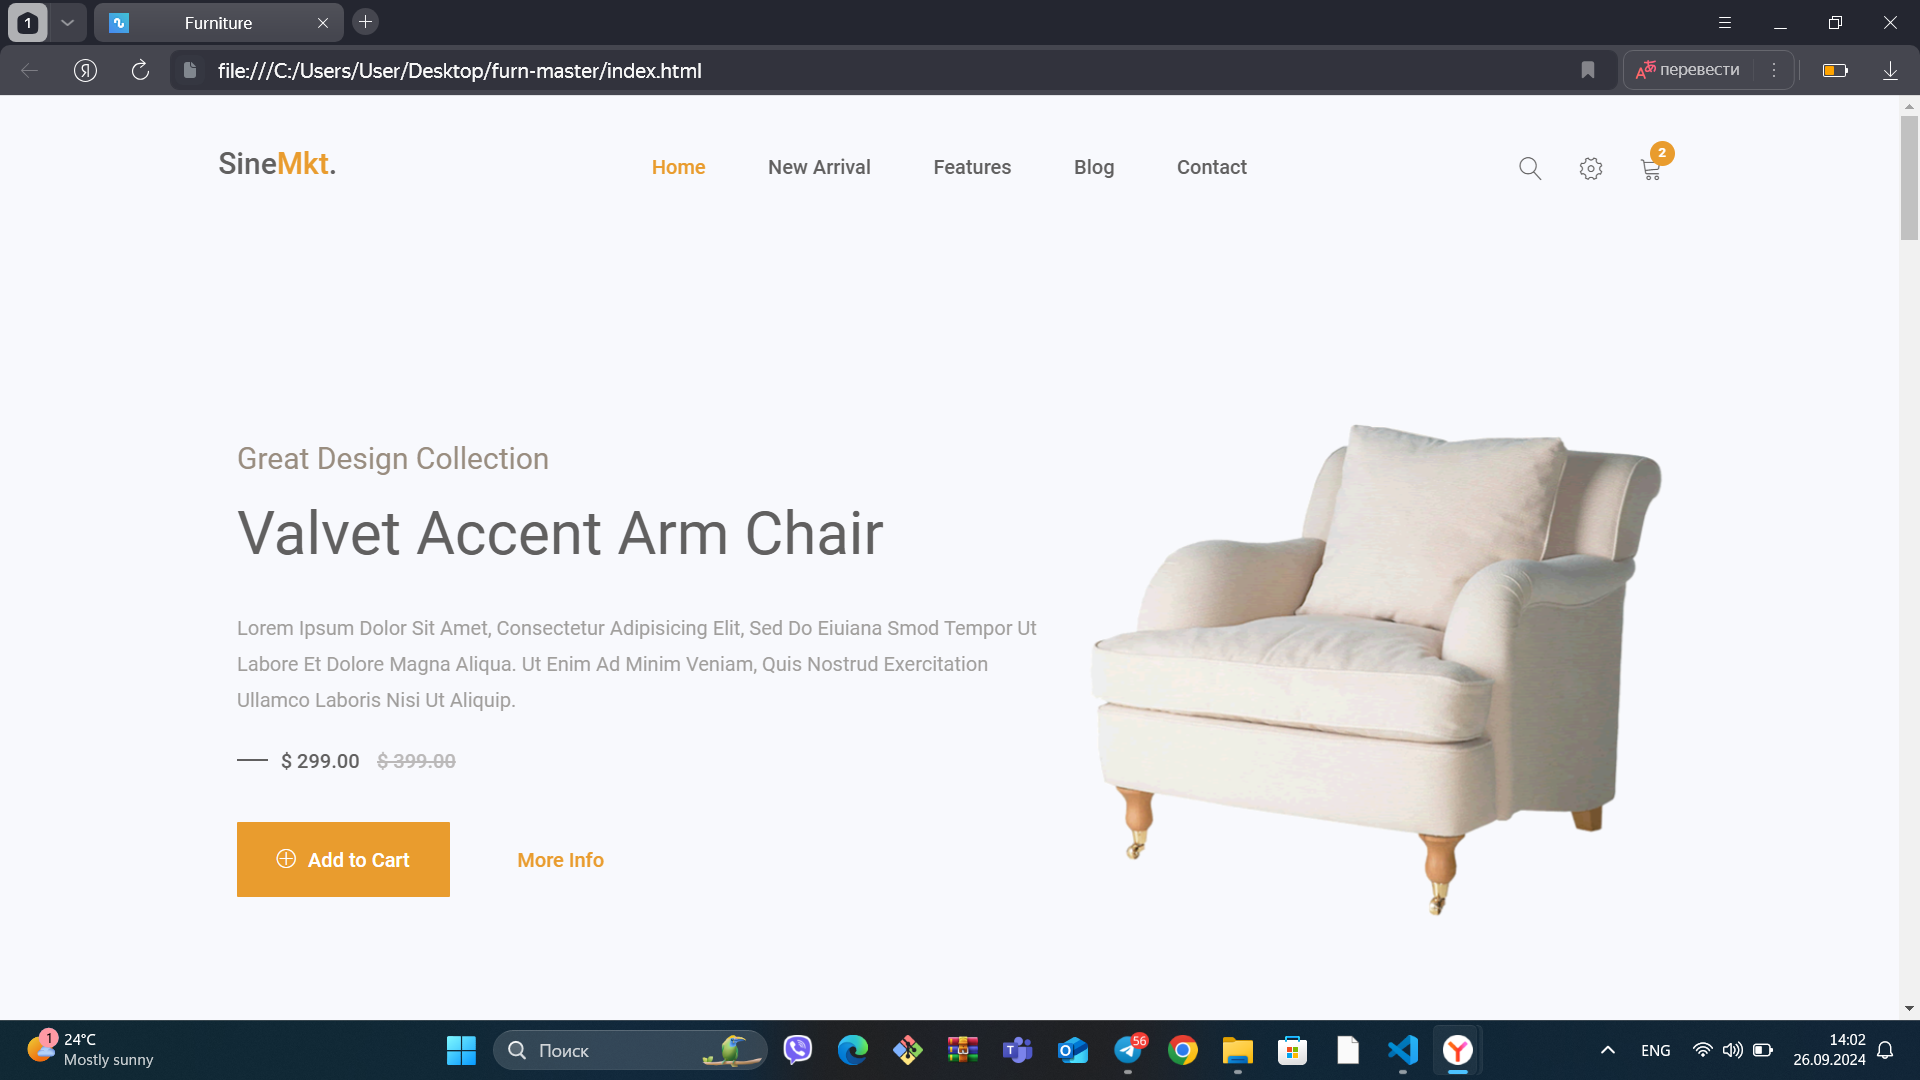 1
Furniture
Я
file:///C:/Users/User/Desktop/furn-master/index.html
перевести
SineMkt.
Home
New Arrival
Features
Blog
Contact
2
Great Design Collection
Valvet Accent Arm Chair
Lorem Ipsum Dolor Sit Amet, Consectetur Adipisicing Elit, Sed Do Eiuiana Smod Tempor Ut
Labore Et Dolore Magna Aliqua. Ut Enim Ad Minim Veniam, Quis Nostrud Exercitation
Ullamco Laboris Nisi Ut Aliquip.
$ 299.00 $ 399.00
Add to Cart
More Info
1
24°C
Mostly sunny
Поиск
56
ENG
14:02
26.09.2024